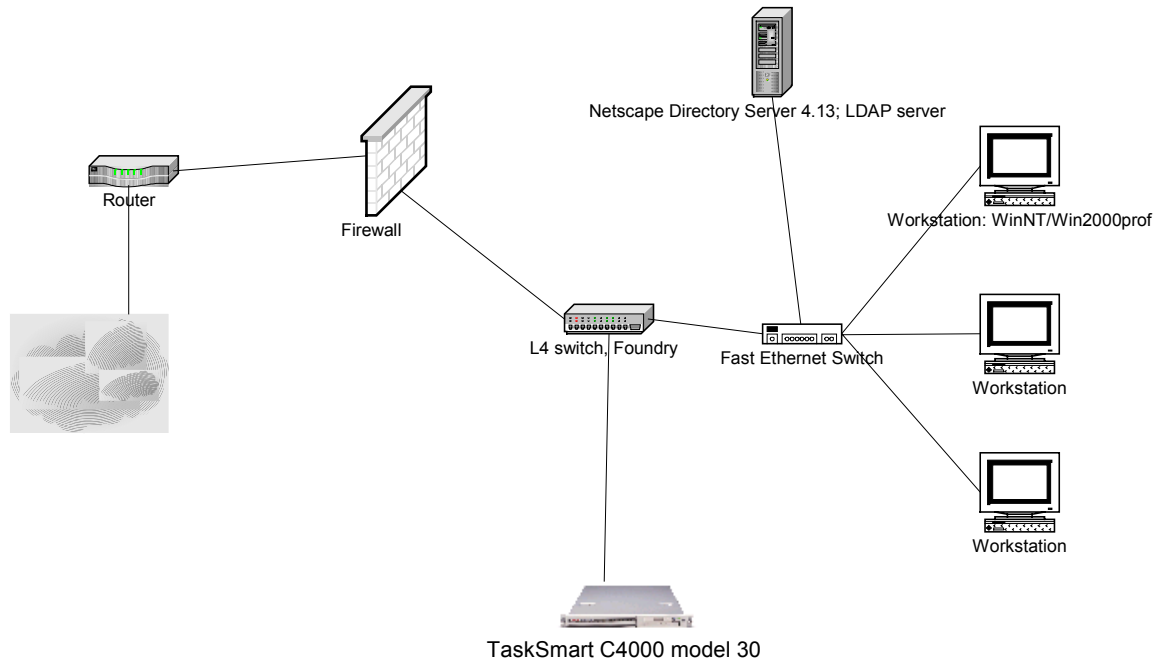 Netscape Directory Server 4.13; LDAP server
Router
Firewall
Workstation: WinNT/Win2000prof
L4 switch, Foundry
Fast Ethernet Switch
Workstation
Workstation
TaskSmart C4000 model 30